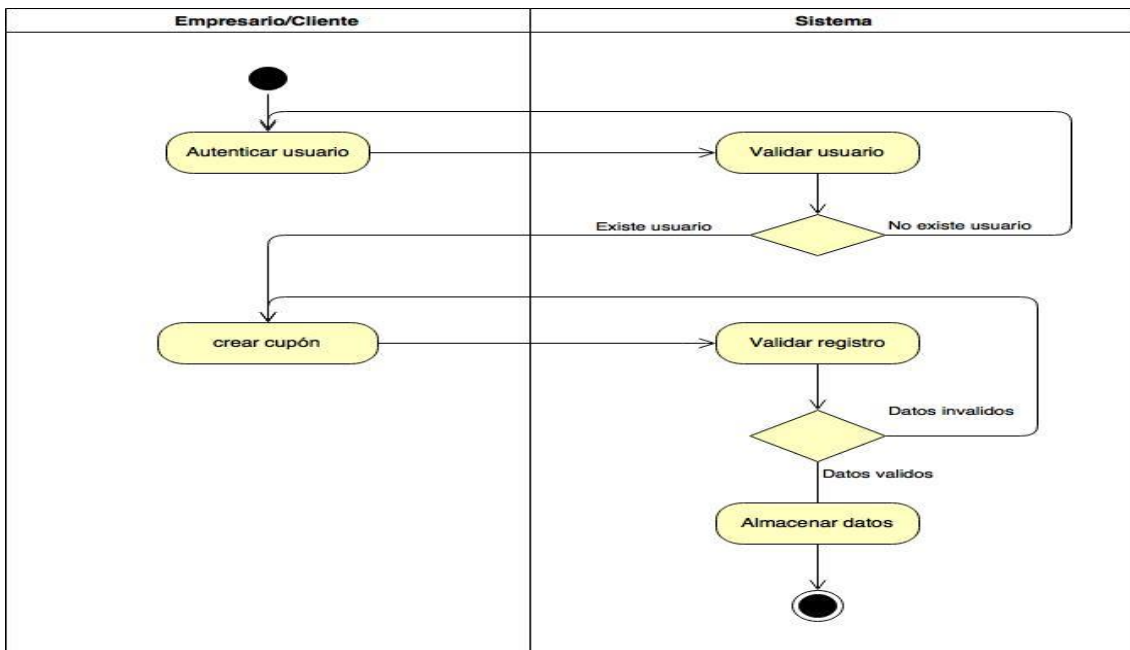 Empresario/Cliente
Sistema
Autenticar usuario
Validar usuario
Existe usuario
No existe usuario
crear cupón
Validar registro
Datos invalidos
Datos validos
Almacenar datos